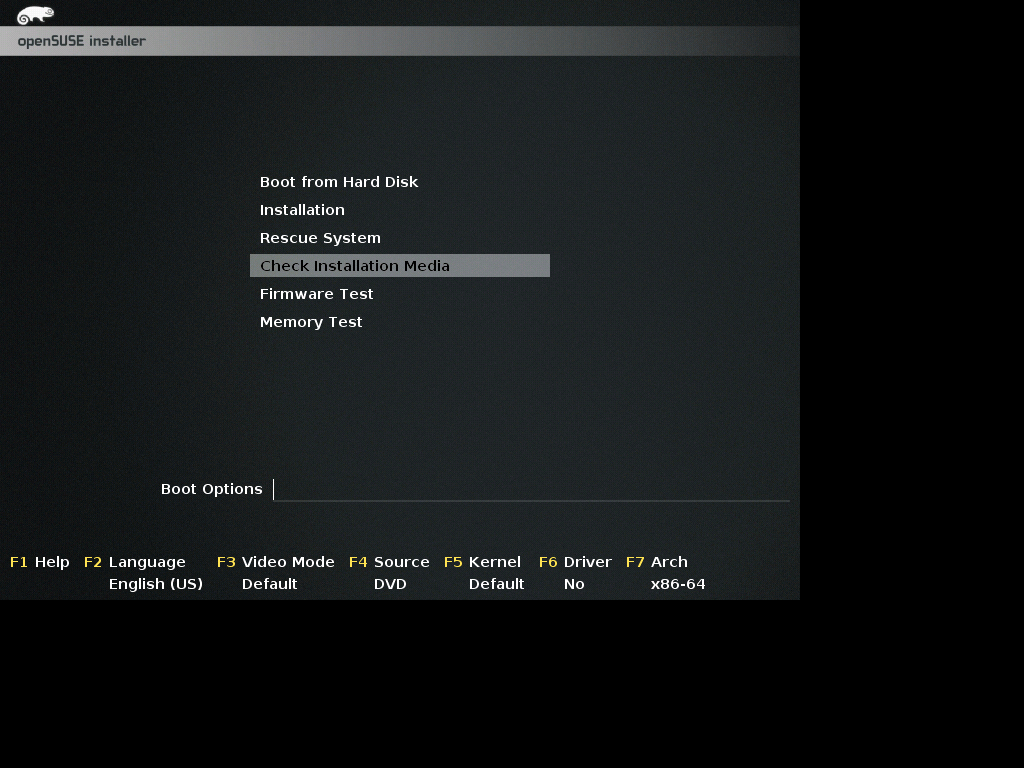 openSUSE installer
Boot from Hard Disk
Installation
Rescue System
Check Installation Media
Firmware Test
Memory Test
Boot Options
F1 Help F2 Language F3 Video Mode F4 Source F5 Kernel F6 Driver F7 Arch
English (US) Default DVD Default No x86-64